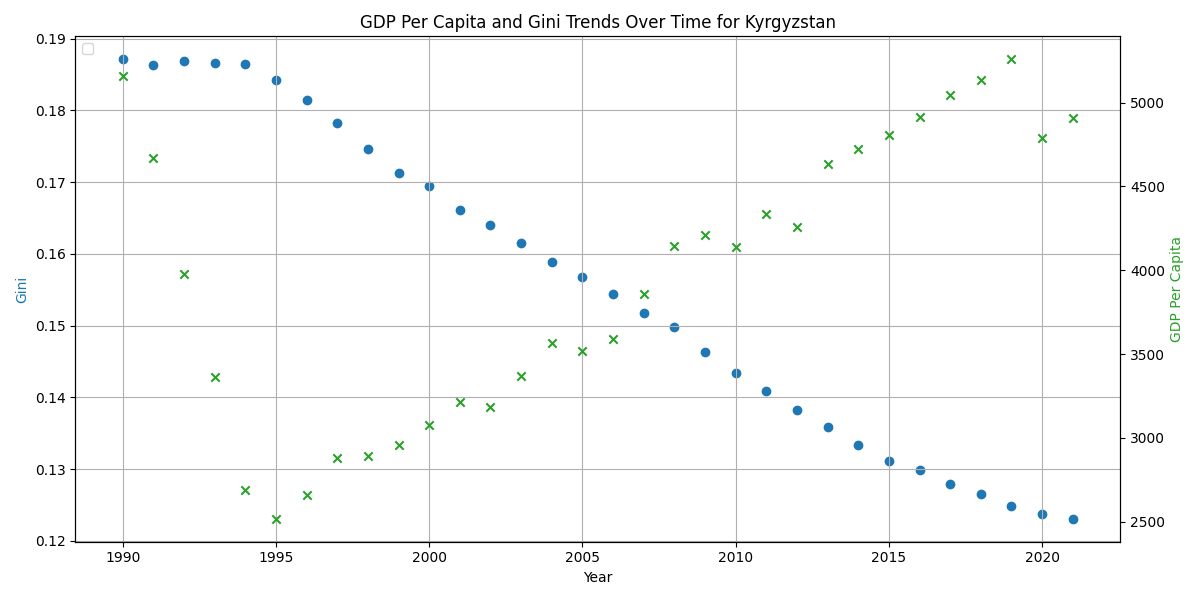 GDP Per Capita and Gini Trends Over Time for Kyrgyzstan
0.19
0.18
0.17
0.16
0.15
0.14
0.13
0.12
Gini
5000
4500
4000
3500
3000
2500
GDP Per Capita
1990 1995 2000 2005 2010 2015 2020
Year